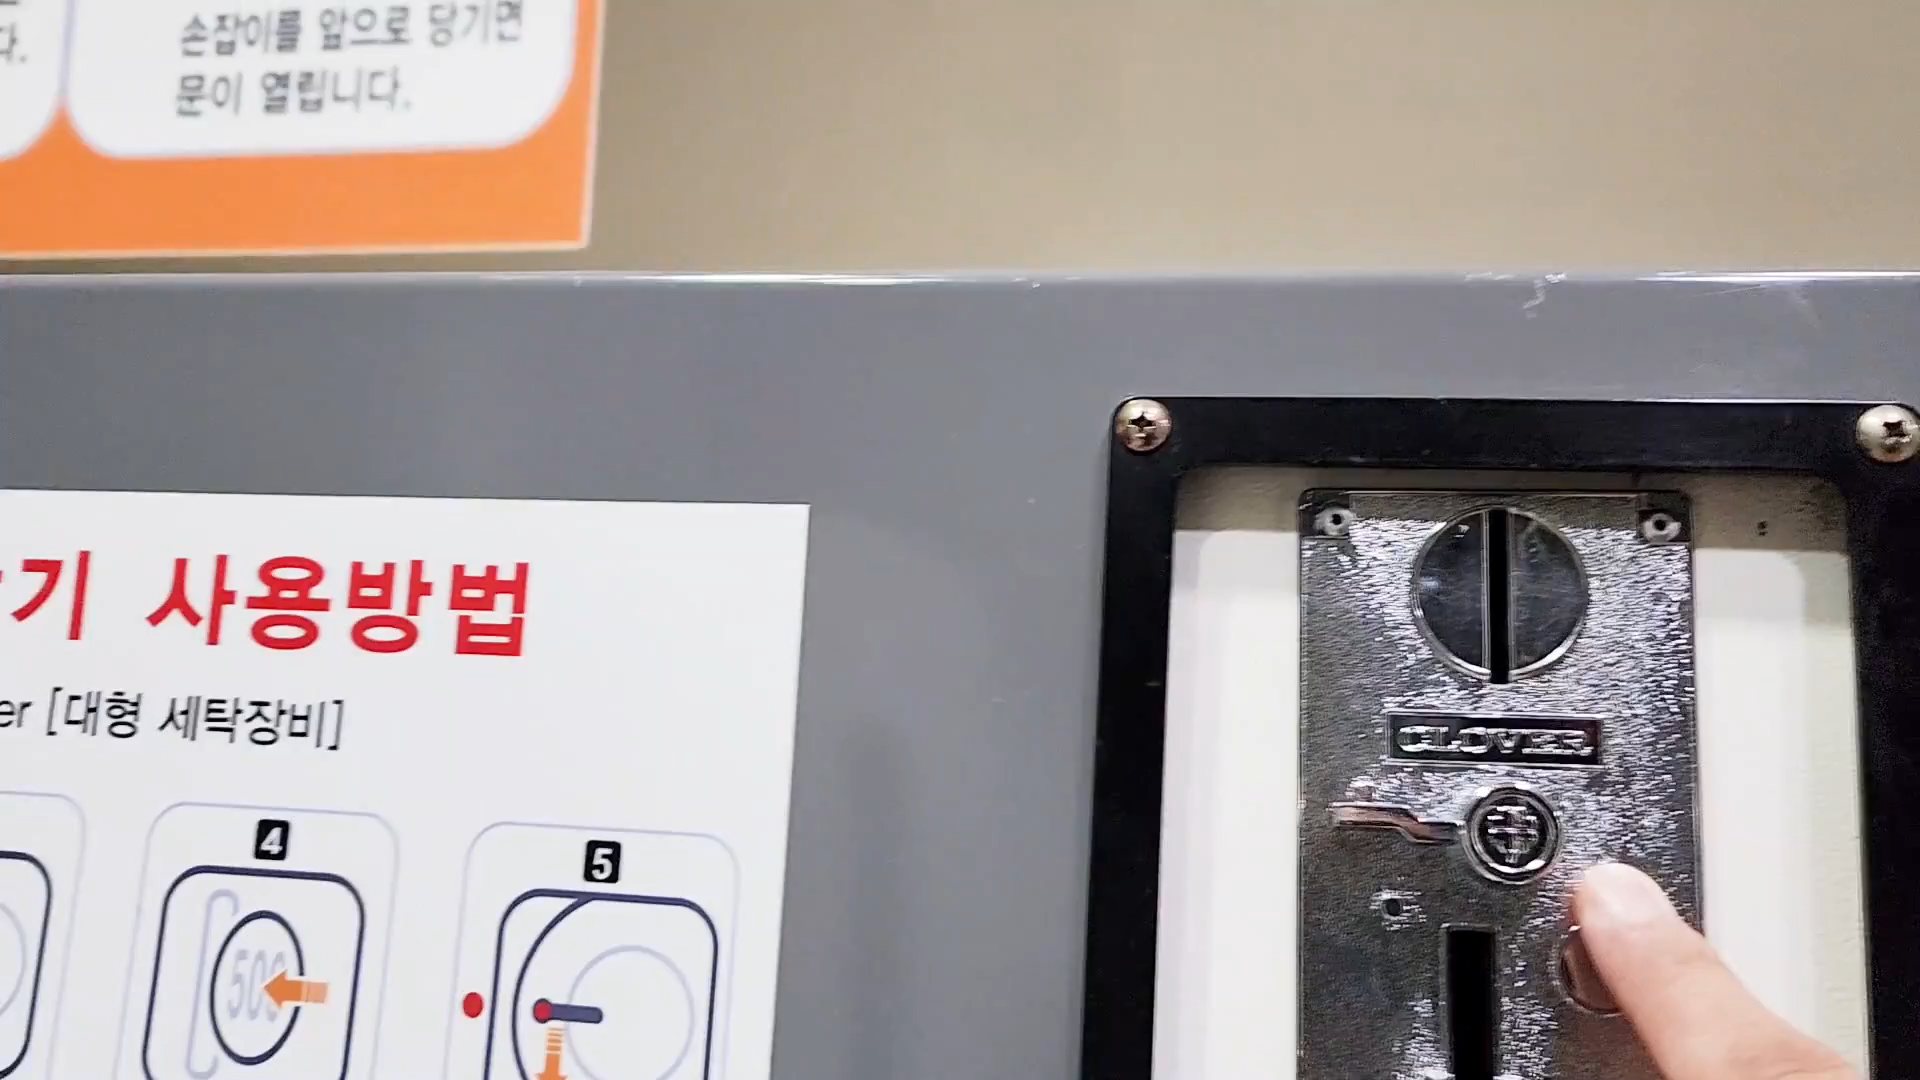 다.
손잡이를 앞으로 당기면
문이 열립니다.
기 사용방법
er [대형 세탁장비]
4
5
500
CLOVER